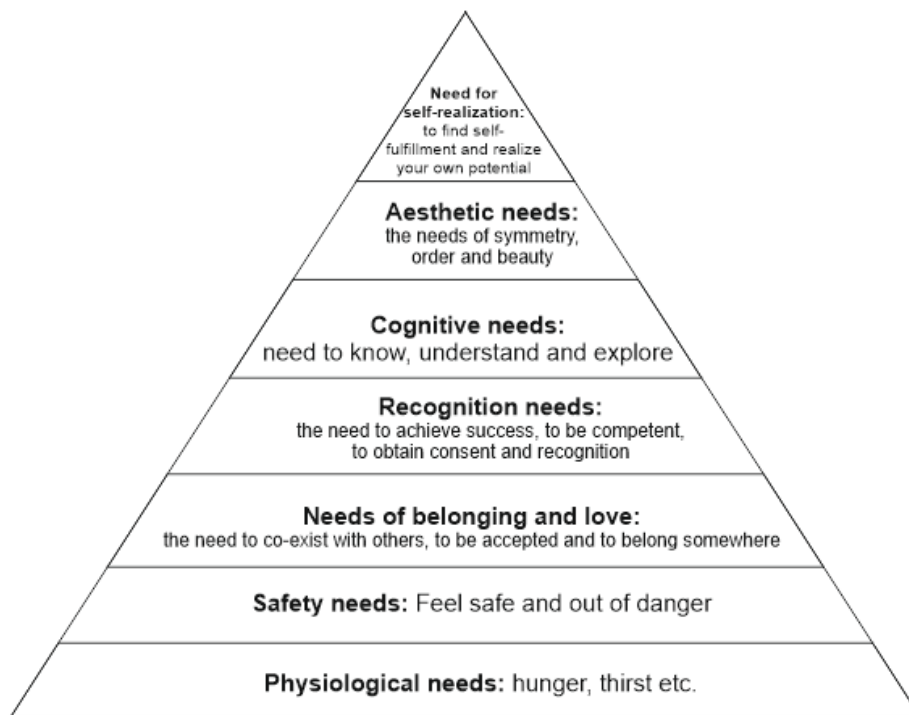 Need for
self-realization:
to find self-
fulfillment and realize
your own potential
Aesthetic needs:
the needs of symmetry,
order and beauty
Cognitive needs:
need to know, understand and explore
Recognition needs:
the need to achieve success, to be competent,
to obtain consent and recognition
Needs of belonging and love:
the need to co-exist with others, to be accepted and to belong somewhere
Safety needs: Feel safe and out of danger
Physiological needs: hunger, thirst etc.